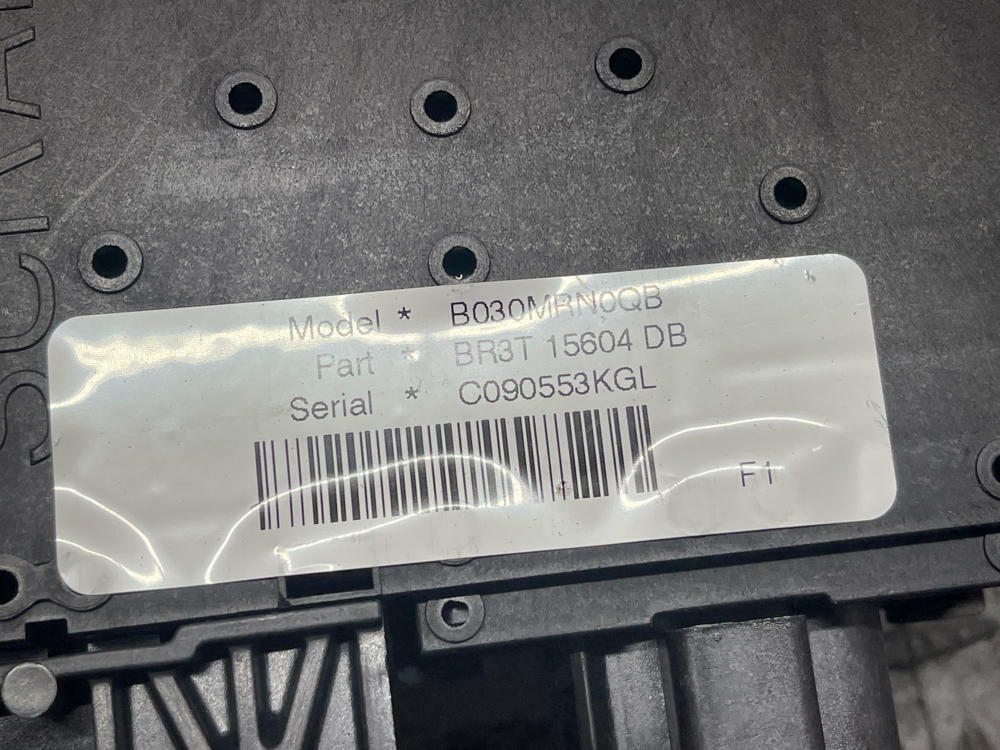 Model * B030MRN0QB
Part * BR3T 15604 DB
Serial * C090553KGL
F1